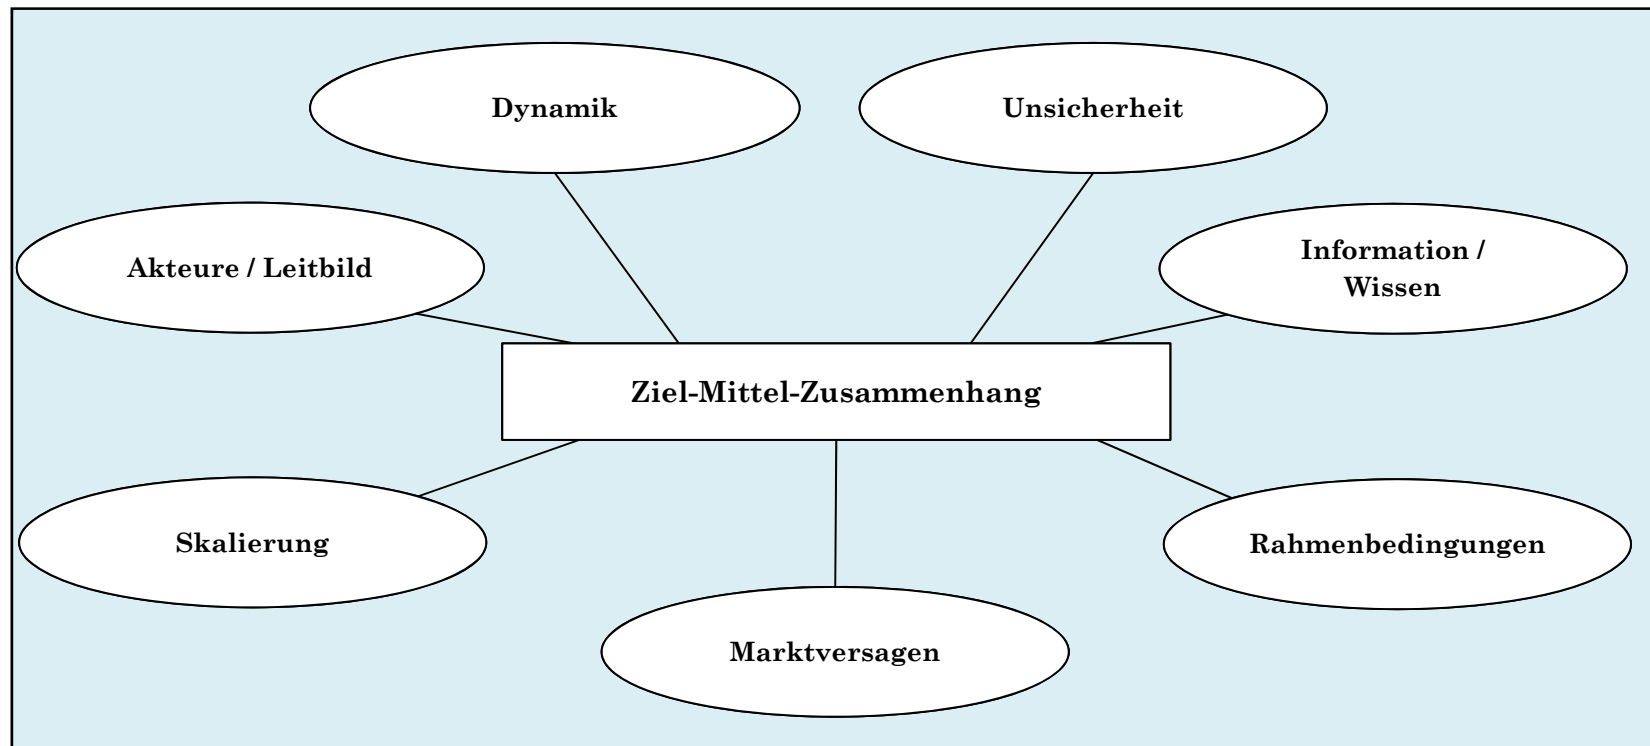 Dynamik
Unsicherheit
Akteure / Leitbild
Information /
Wissen
Ziel-Mittel-Zusammenhang
Skalierung
Rahmenbedingungen
Marktversagen